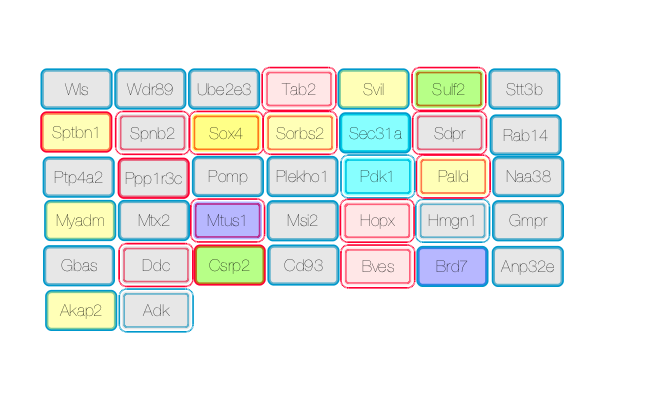 Wls Wdr89 Ube2e3 Tab2 Svil Sulf2 Stt3b
Sptbn1 Spnb2 Sox4 Sorbs2 Sec31a Sdpr Rab14
Ptp4a2 Ppp1r3c Pomp Plekho1 Pdk1 Palld Naa38
Myadm Mtx2 Mtus1 Msi2 Hopx Hmgn1 Gmpr
Gbas Ddc Csrp2 Cd93 Bves Brd7 Anp32e
Akap2 Adk